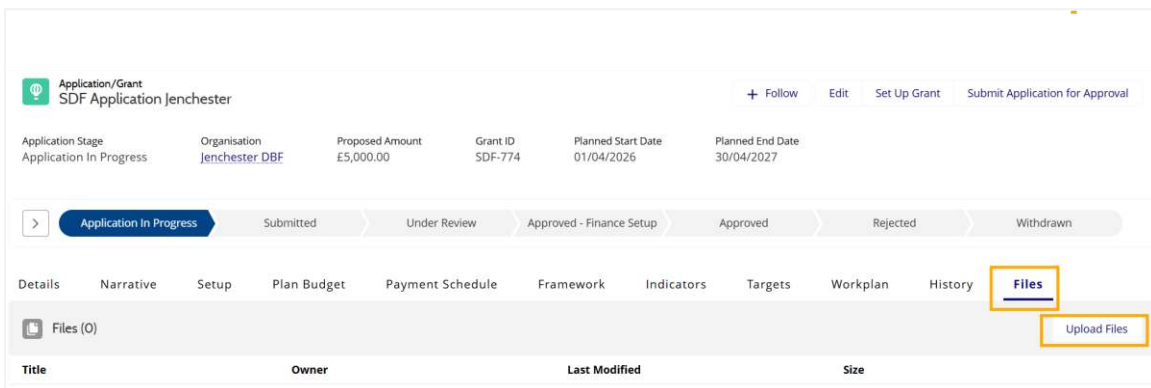 Application/Grant
SDF Application Jenchester
+ Follow Edit Set Up Grant Submit Application for Approval
Application Stage Organisation Proposed Amount Grant ID Planned Start Date Planned End Date
Application In Progress Jenchester DBF £5,000.00 SDF-774 01/04/2026 30/04/2027
Application In Progress Submitted Under Review Approved - Finance Setup Approved Rejected Withdrawn
Details Narrative Setup Plan Budget Payment Schedule Framework Indicators Targets Workplan History Files
Files (0) Upload Files
Title Owner Last Modified Size